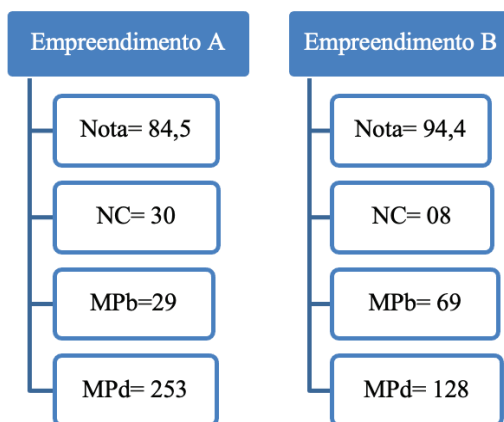 Empreendimento A
Nota= 84,5
NC= 30
MPb=29
MPd= 253
Empreendimento B
Nota= 94,4
NC= 08
MPb= 69
MPd= 128